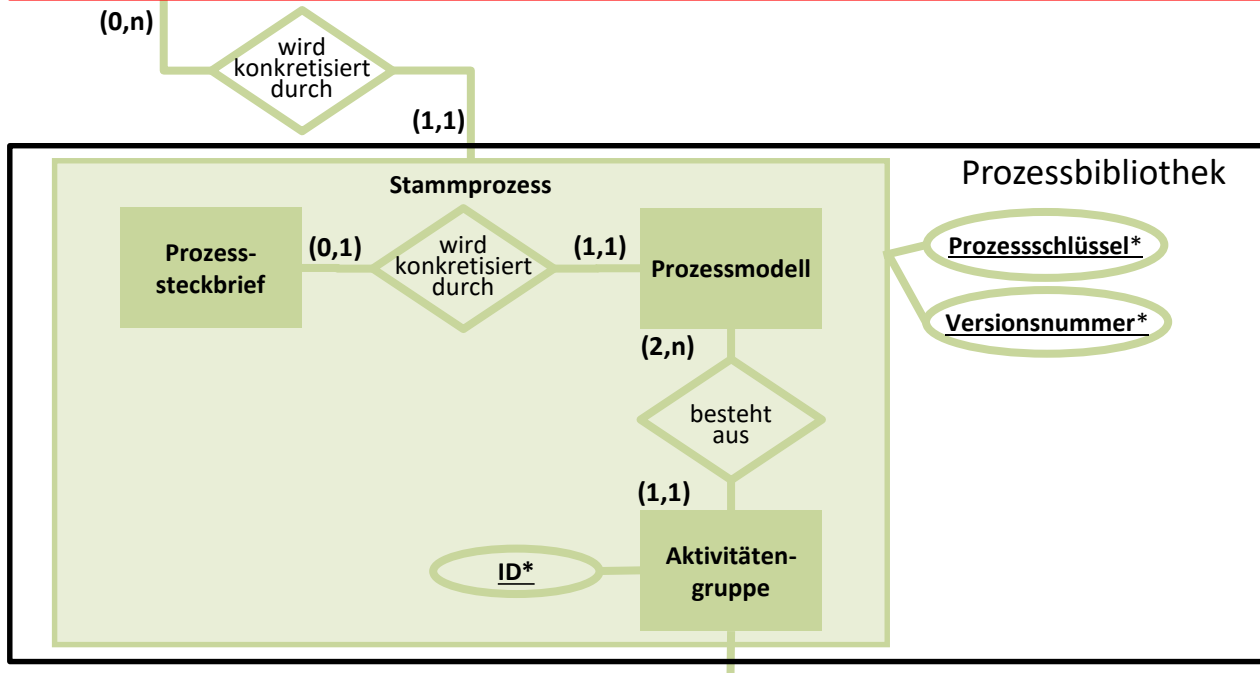 (0,n)
wird
konkretisiert
durch
(1,1)
Prozessbibliothek
Stammprozess
Prozess-
steckbrief
(0,1)
wird
konkretisiert
durch
(1,1)
Prozessmodell
Prozessschlüssel*
Versionsnummer*
(2,n)
besteht
aus
(1,1)
ID*
Aktivitäten-
gruppe